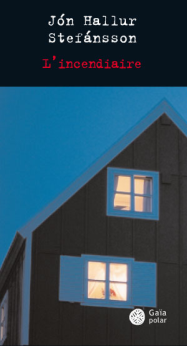 Jón Hallur
Stefánsson
L'incendiaire
Gaïa
polar